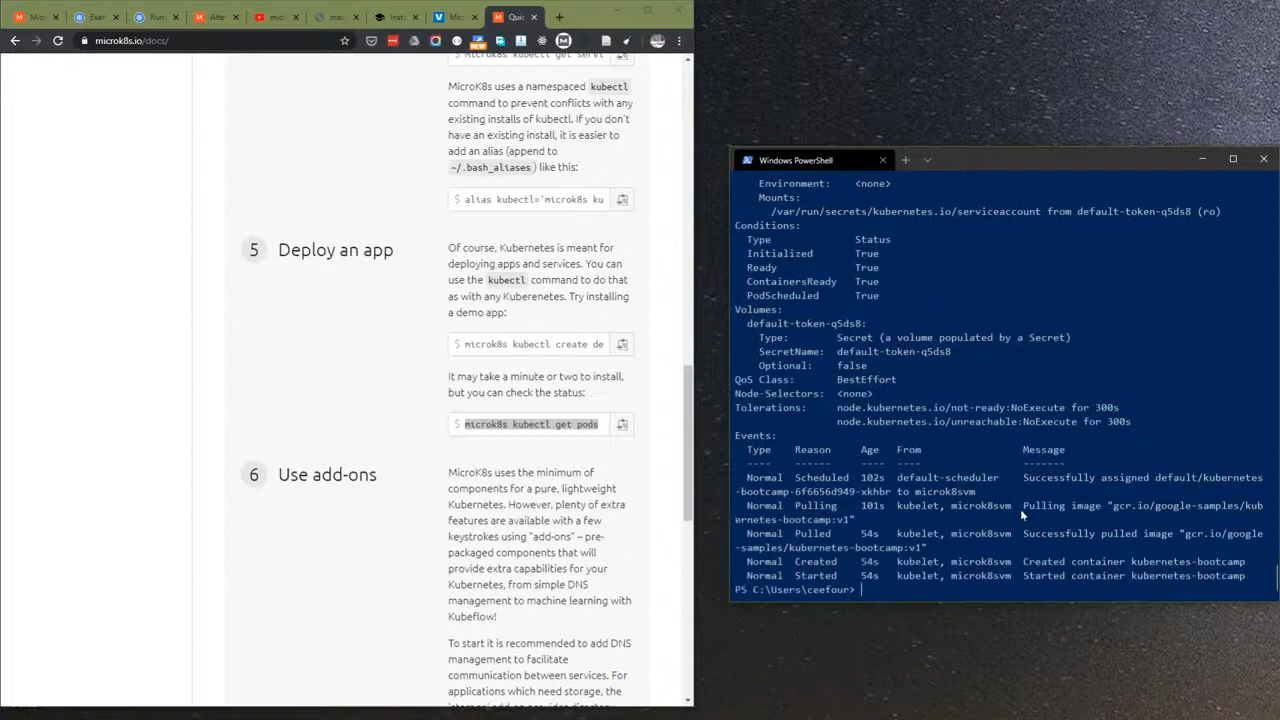 Mi
Exar
Run
Alte
micr
ma
Insta
Mic
Quic
microk8s.io/docs/
NEW
$ microk8s kubectl get servi
MicroK8s uses a namespaced kubectl
command to prevent conflicts with any
existing installs of kubectl. If you don't
have an existing install, it is easier to
add an alias (append to
~/.bash_aliases) like this:
$ alias kubectl='microk8s ku
5 Deploy an app
Of course, Kubernetes is meant for
deploying apps and services. You can
use the kubectl command to do that
as with any Kuberenetes. Try installing
a demo app:
$ microk8s kubectl create de
It may take a minute or two to install,
but you can check the status:
$ microk8s kubectl get pods
6 Use add-ons
MicroK8s uses the minimum of
components for a pure, lightweight
Kubernetes. However, plenty of extra
features are available with a few
keystrokes using "add-ons" – pre-
packaged components that will
provide extra capabilities for your
Kubernetes, from simple DNS
management to machine learning with
Kubeflow!
To start it is recommended to add DNS
management to facilitate
communication between services. For
applications which need storage, the
Windows PowerShell
Environment: <none>
Mounts:
/var/run/secrets/kubernetes.io/serviceaccount from default-token-q5ds8 (ro)
Conditions:
Type Status
Initialized True
Ready True
ContainersReady True
PodScheduled True
Volumes:
default-token-q5ds8:
Type: Secret (a volume populated by a Secret)
SecretName: default-token-q5ds8
Optional: false
QoS Class: BestEffort
Node-Selectors: <none>
Tolerations: node.kubernetes.io/not-ready:NoExecute for 300s
node.kubernetes.io/unreachable:NoExecute for 300s
Events:
Type Reason Age From Message
---- ------ ---- ---- -------
Normal Scheduled 102s default-scheduler Successfully assigned default/kubernetes
-bootcamp-6f6656d949-xkhbr to microk8svm
Normal Pulling 101s kubelet, microk8svm Pulling image "gcr.io/google-samples/kub
ernetes-bootcamp:v1"
Normal Pulled 54s kubelet, microk8svm Successfully pulled image "gcr.io/google
-samples/kubernetes-bootcamp:v1"
Normal Created 54s kubelet, microk8svm Created container kubernetes-bootcamp
Normal Started 54s kubelet, microk8svm Started container kubernetes-bootcamp
PS C:\Users\ceefour>